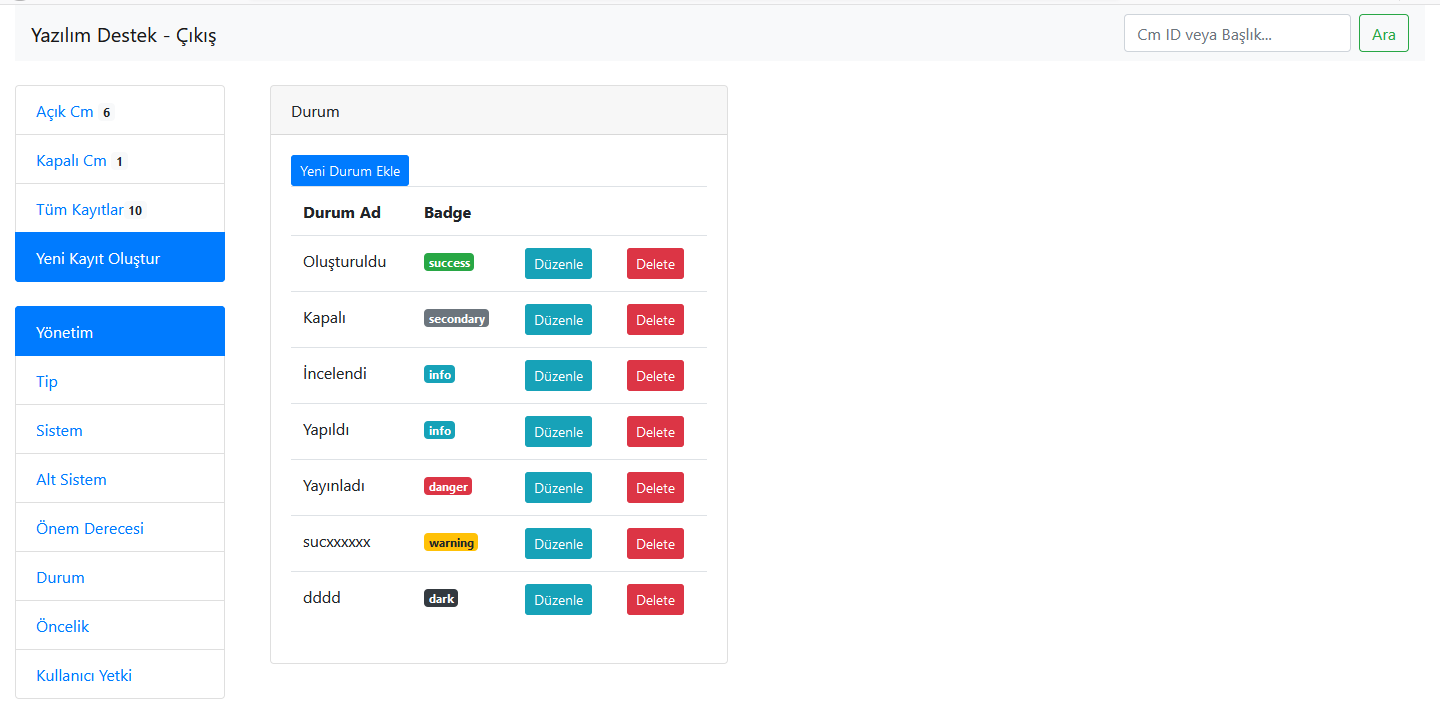 Yazılım Destek - Çıkış
Cm ID veya Başlık...
Ara
Açık Cm 6
Kapalı Cm 1
Tüm Kayıtlar 10
Yeni Kayıt Oluştur
Yönetim
Tip
Sistem
Alt Sistem
Önem Derecesi
Durum
Öncelik
Kullanıcı Yetki
Durum
Yeni Durum Ekle
Durum Ad Badge
Oluşturuldu success Düzenle Delete
Kapalı secondary Düzenle Delete
İncelendi info Düzenle Delete
Yapıldı info Düzenle Delete
Yayınladı danger Düzenle Delete
sucxxxxxx warning Düzenle Delete
dddd dark Düzenle Delete